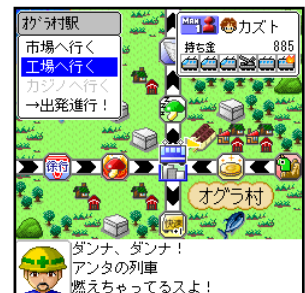 ｵｸﾞﾗ村駅
市場へ行く
工場へ行く
カジノへ行く
→出発進行！
MAX
カズト
持ち金 885
オグラ村
快速
ダンナ、ダンナ！
アンタの列車
燃えちゃってるスよ！